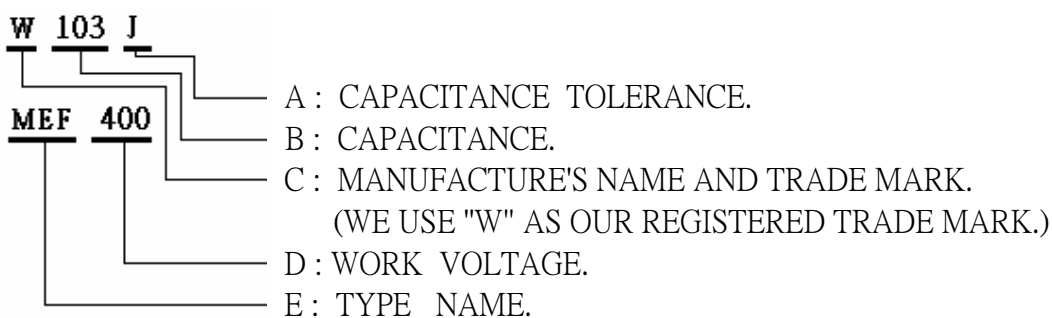 W 103 J
MEF 400
A : CAPACITANCE TOLERANCE.
B : CAPACITANCE.
C : MANUFACTURE'S NAME AND TRADE MARK.
(WE USE "W" AS OUR REGISTERED TRADE MARK.)
D : WORK VOLTAGE.
E : TYPE NAME.